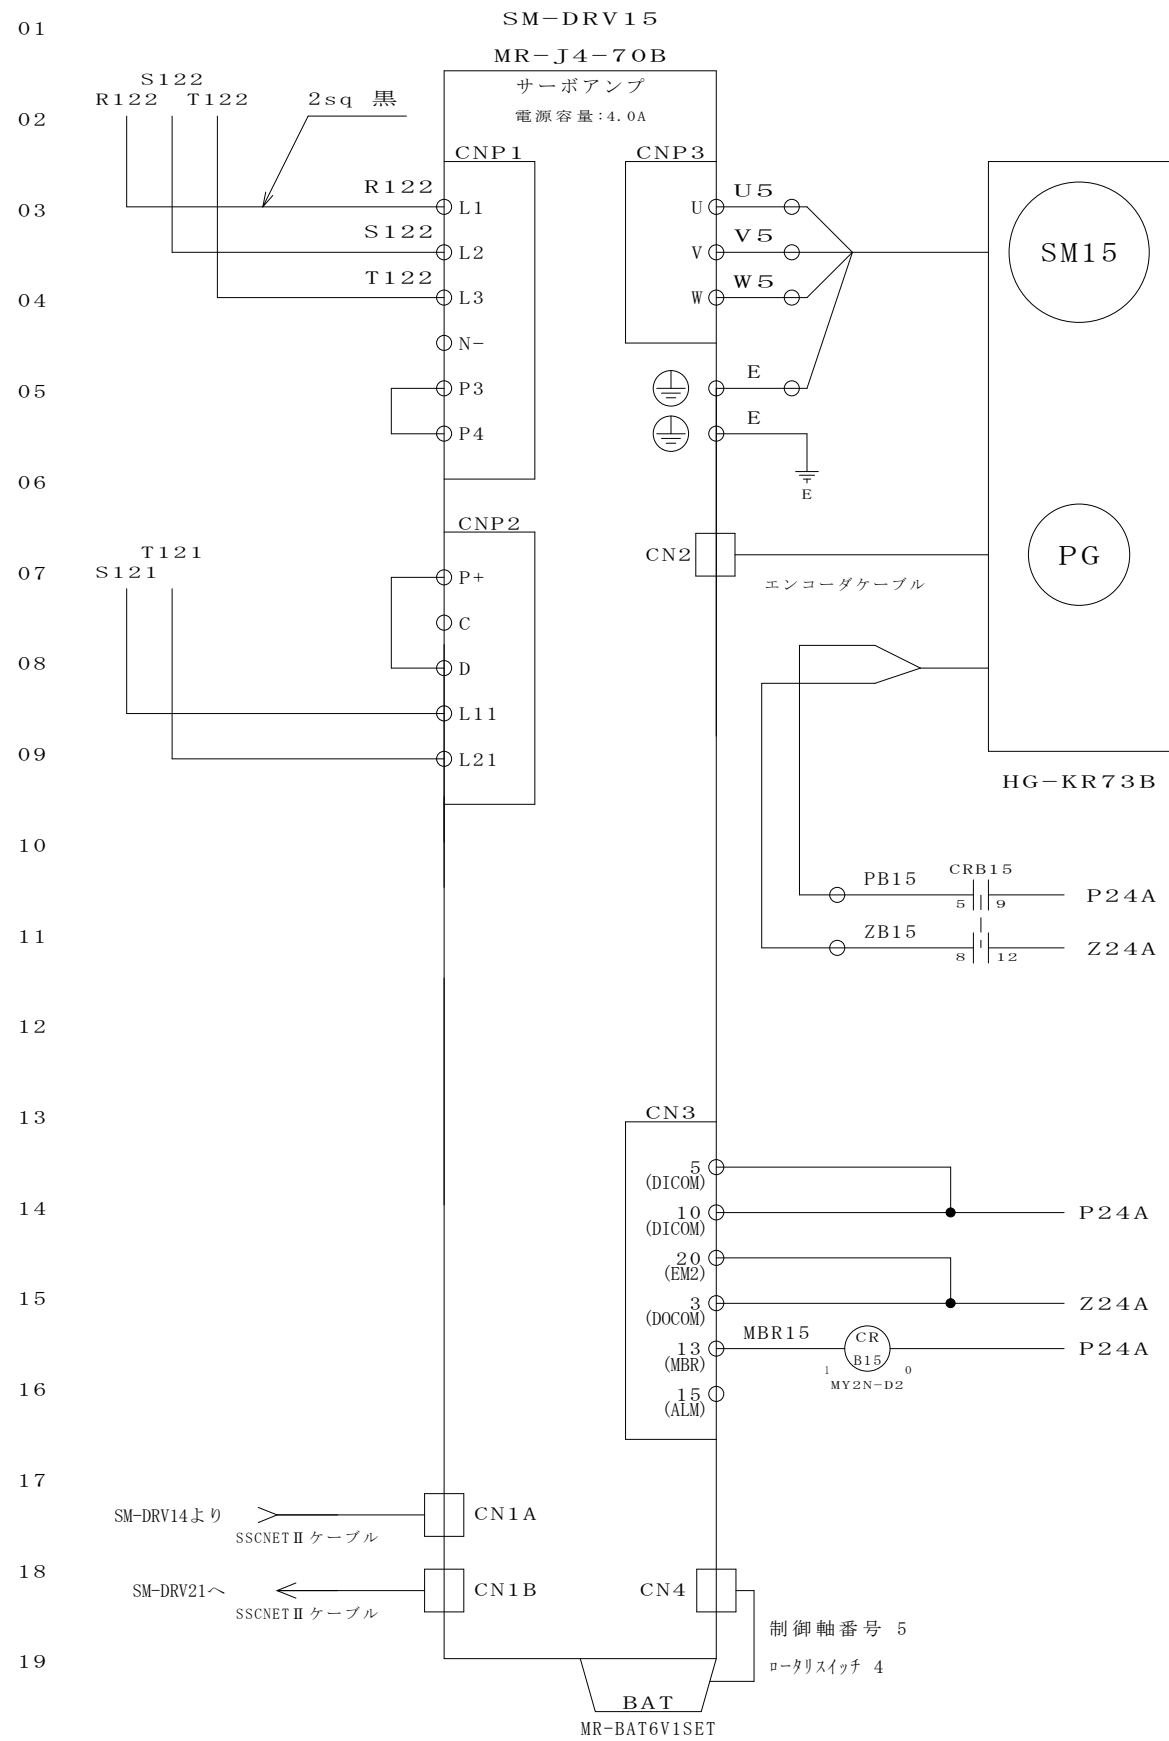 01
SM-DRV15
MR-J4-70B
S122
R122 T122 2sq 黒
サーボアンプ
02
電源容量:4.0A
CNP1 CNP3
R122 L1 U U5
03
S122 L2 V V5 SM15
T122 L3 W W5
04
N-
P3 E
05
P4 E
06
E
CNP2
T121
CN2 PG
07
S121 P+
エンコーダケーブル
C
08
D
L11
09
L21
HG-KR73B
10
PB15 CRB15
5 9 P24A
11
ZB15
8 12 Z24A
12
13
CN3
5
(DICOM)
14
10 P24A
(DICOM)
20
(EM2)
15
3 Z24A
(DOCOM)
13 MBR15 CR P24A
(MBR) B15
1 0
16
MY2N-D2
15
(ALM)
17
SM-DRV14より CN1A
SSCNETⅡケーブル
18
SM-DRV21へ CN1B CN4
SSCNETⅡケーブル
制御軸番号 5
19
ロータリスイッチ 4
BAT
MR-BAT6V1SET